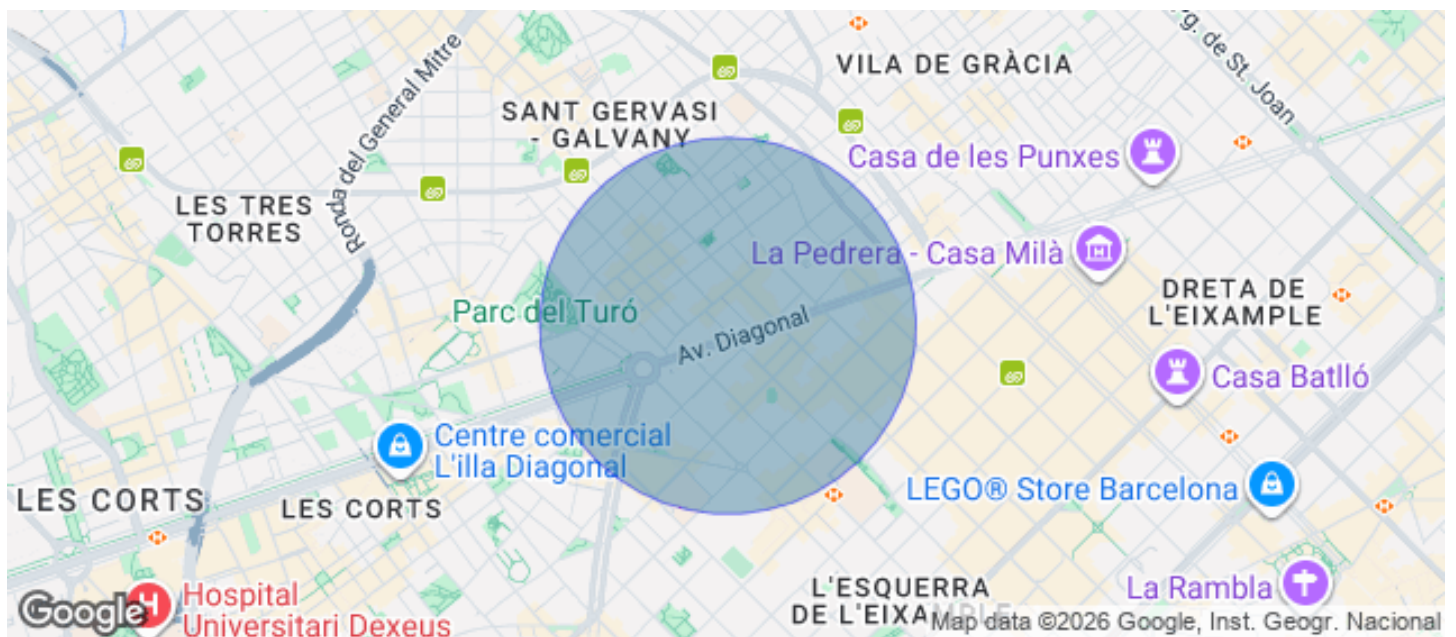 Ronda del General Mitre
VILA DE GRÀCIA
rg. de St. Joan
SANT GERVASI
- GALVANY
Casa de les Punxes
LES TRES
TORRES
La Pedrera - Casa Milà
DRETA DE
L'EIXAMPLE
Parc del Turó
Av. Diagonal
Casa Batlló
Centre comercial
L'illa Diagonal
LES CORTS
LES CORTS
LEGO® Store Barcelona
L'ESQUERRA
DE L'EIXAMPLE
La Rambla
Hospital
Universitari Dexeus
Google
Map data ©2026 Google, Inst. Geogr. Nacional